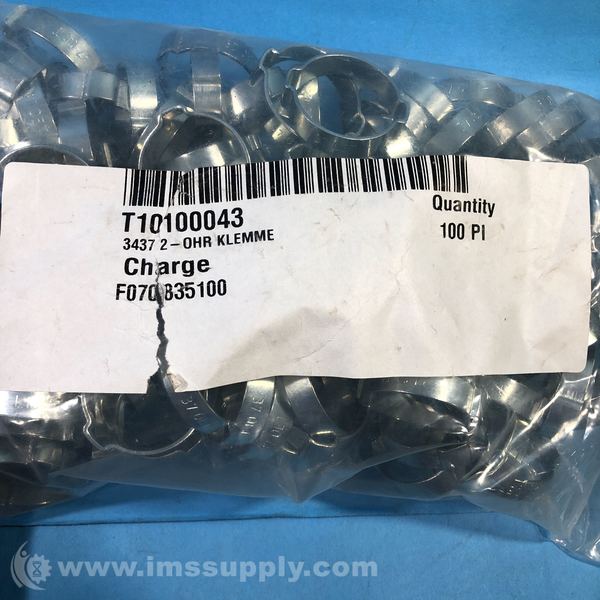 T10100043
Quantity
3437 2-OHR KLEMME
100 PI
Charge
F070835100
www.imssupply.com